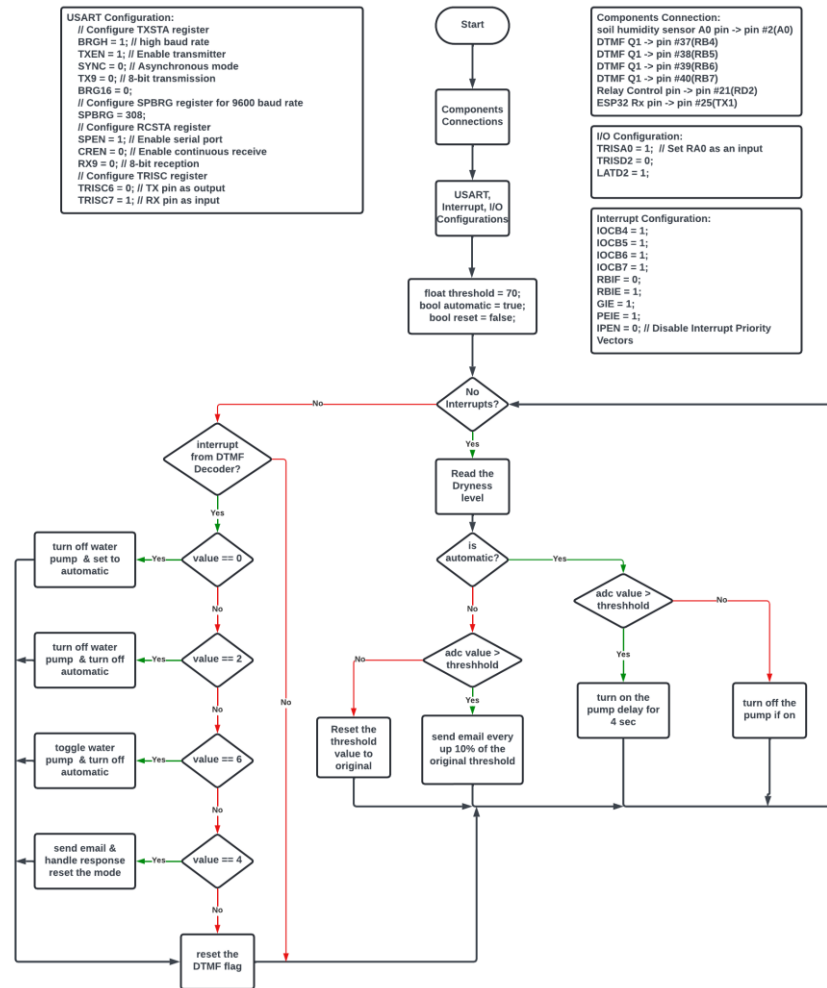 USART Configuration:
// Configure TXSTA register
BRGH = 1; // high baud rate
TXEN = 1; // Enable transmitter
SYNC = 0; // Asynchronous mode
TX9 = 0; // 8-bit transmission
BRG16 = 0;
// Configure SPBRG register for 9600 baud rate
SPBRG = 308;
// Configure RCSTA register
SPEN = 1; // Enable serial port
CREN = 0; // Enable continuous receive
RX9 = 0; // 8-bit reception
// Configure TRISC register
TRISC6 = 0; // TX pin as output
TRISC7 = 1; // RX pin as input
Start
Components
Connections
USART,
Interrupt, I/O
Configurations
float threshold = 70;
bool automatic = true;
bool reset = false;
Components Connection:
soil humidity sensor A0 pin -> pin #2(A0)
DTMF Q1 -> pin #37(RB4)
DTMF Q1 -> pin #38(RB5)
DTMF Q1 -> pin #39(RB6)
DTMF Q1 -> pin #40(RB7)
Relay Control pin -> pin #21(RD2)
ESP32 Rx pin -> pin #25(TX1)
I/O Configuration:
TRISA0 = 1;  // Set RA0 as an input
TRISD2 = 0;
LATD2 = 1;
Interrupt Configuration:
IOCB4 = 1;
IOCB5 = 1;
IOCB6 = 1;
IOCB7 = 1;
RBIF = 0;
RBIE = 1;
GIE = 1;
PEIE = 1;
IPEN = 0; // Disable Interrupt Priority
Vectors
No
Interrupts?
No
Yes
interrupt
from DTMF
Decoder?
Yes
No
value == 0
Yes
turn off water
pump & set to
automatic
No
value == 2
Yes
turn off water
pump & turn off
automatic
No
value == 6
Yes
toggle water
pump & turn off
automatic
No
value == 4
Yes
send email &
handle response
reset the mode
No
reset the
DTMF flag
Read the
Dryness
level
is
automatic?
Yes
No
adc value >
threshhold
No
Yes
Reset the
threshold
value to
original
send email every
up 10% of the
original threshold
adc value >
threshhold
No
Yes
turn on the
pump delay for
4 sec
turn off the
pump if on